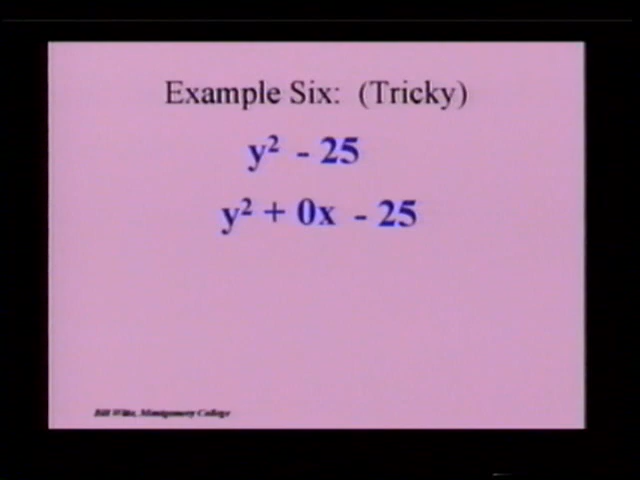 Example Six: (Tricky)
y² - 25
y² + 0x - 25
Bill Witte, Montgomery College